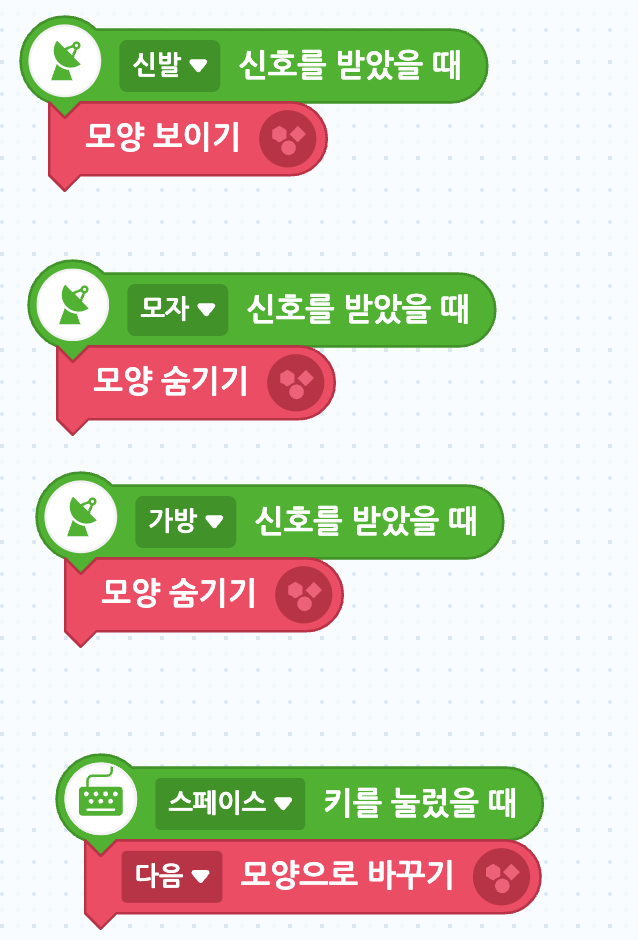 신발 신호를 받았을 때
모양 보이기
모자 신호를 받았을 때
모양 숨기기
가방 신호를 받았을 때
모양 숨기기
스페이스 키를 눌렀을 때
다음 모양으로 바꾸기